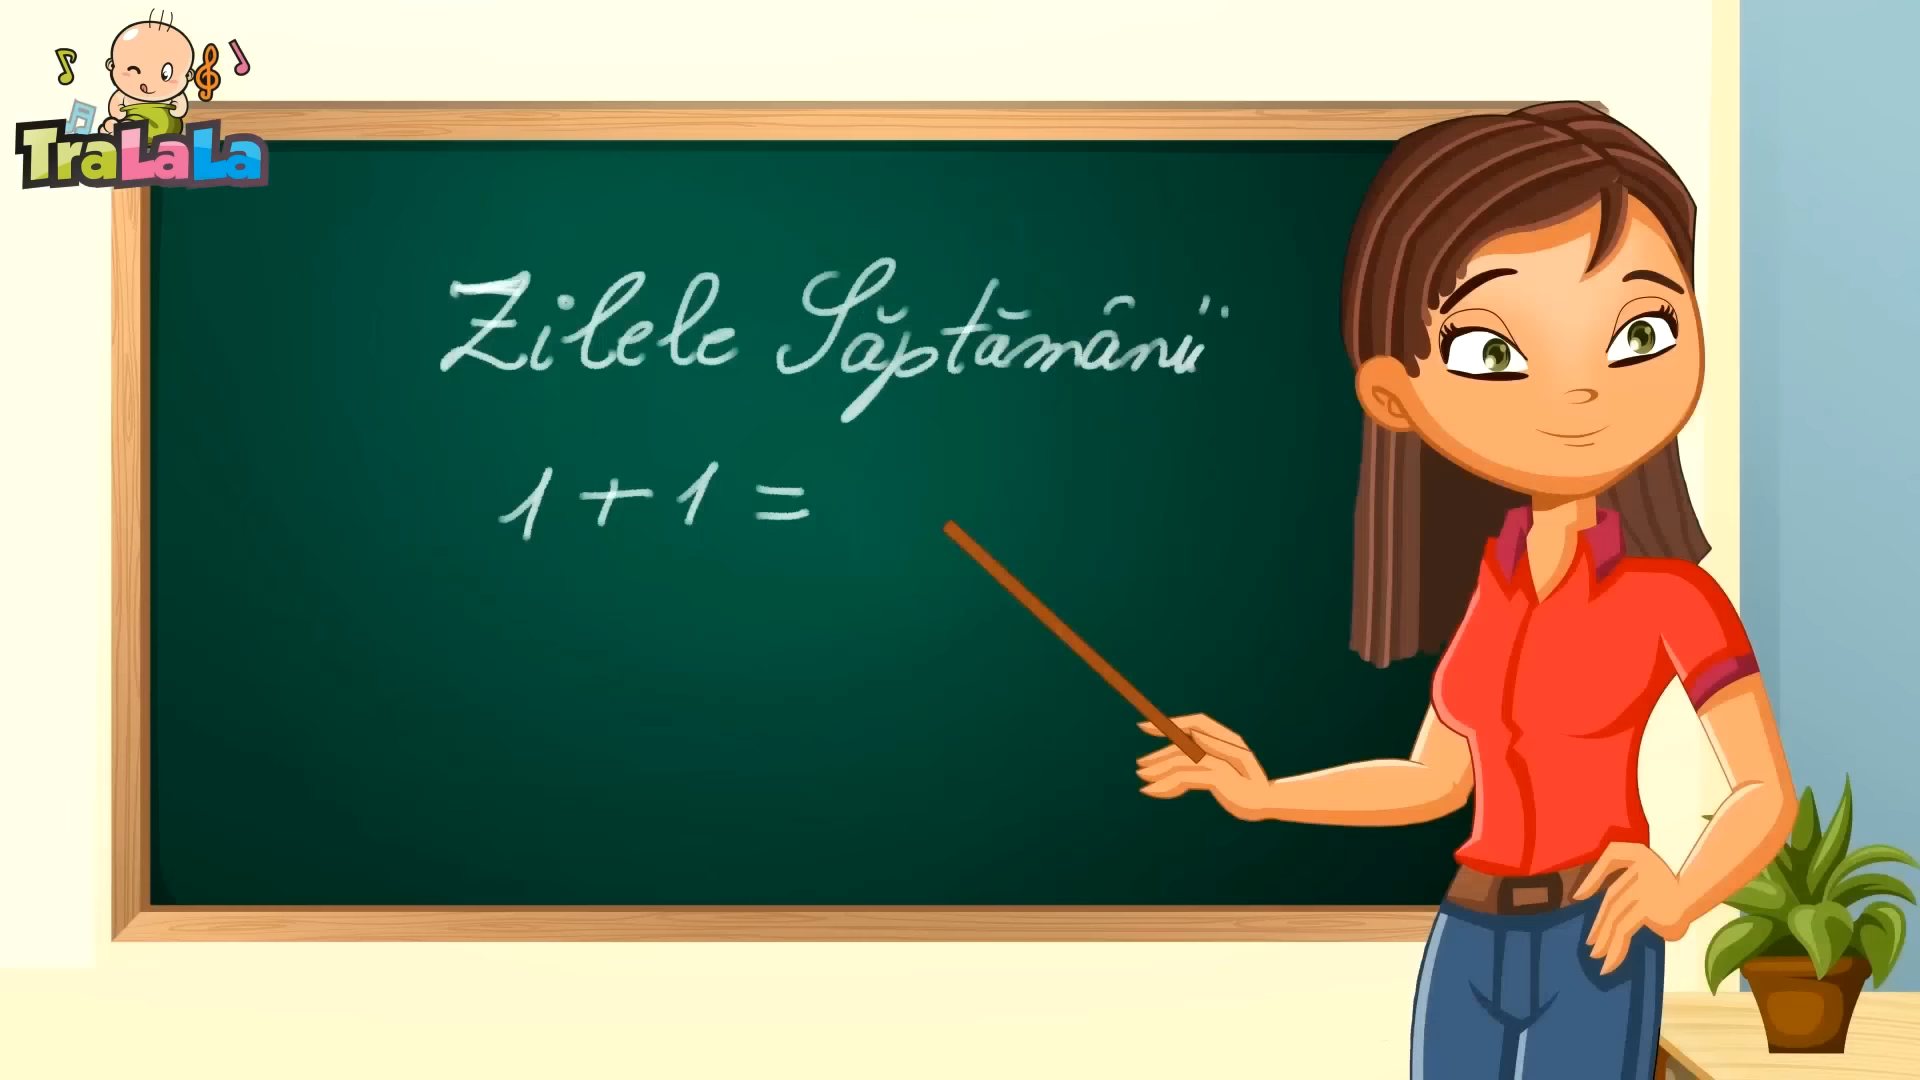 TraLaLa
Zilele Săptămânii
1 + 1 =